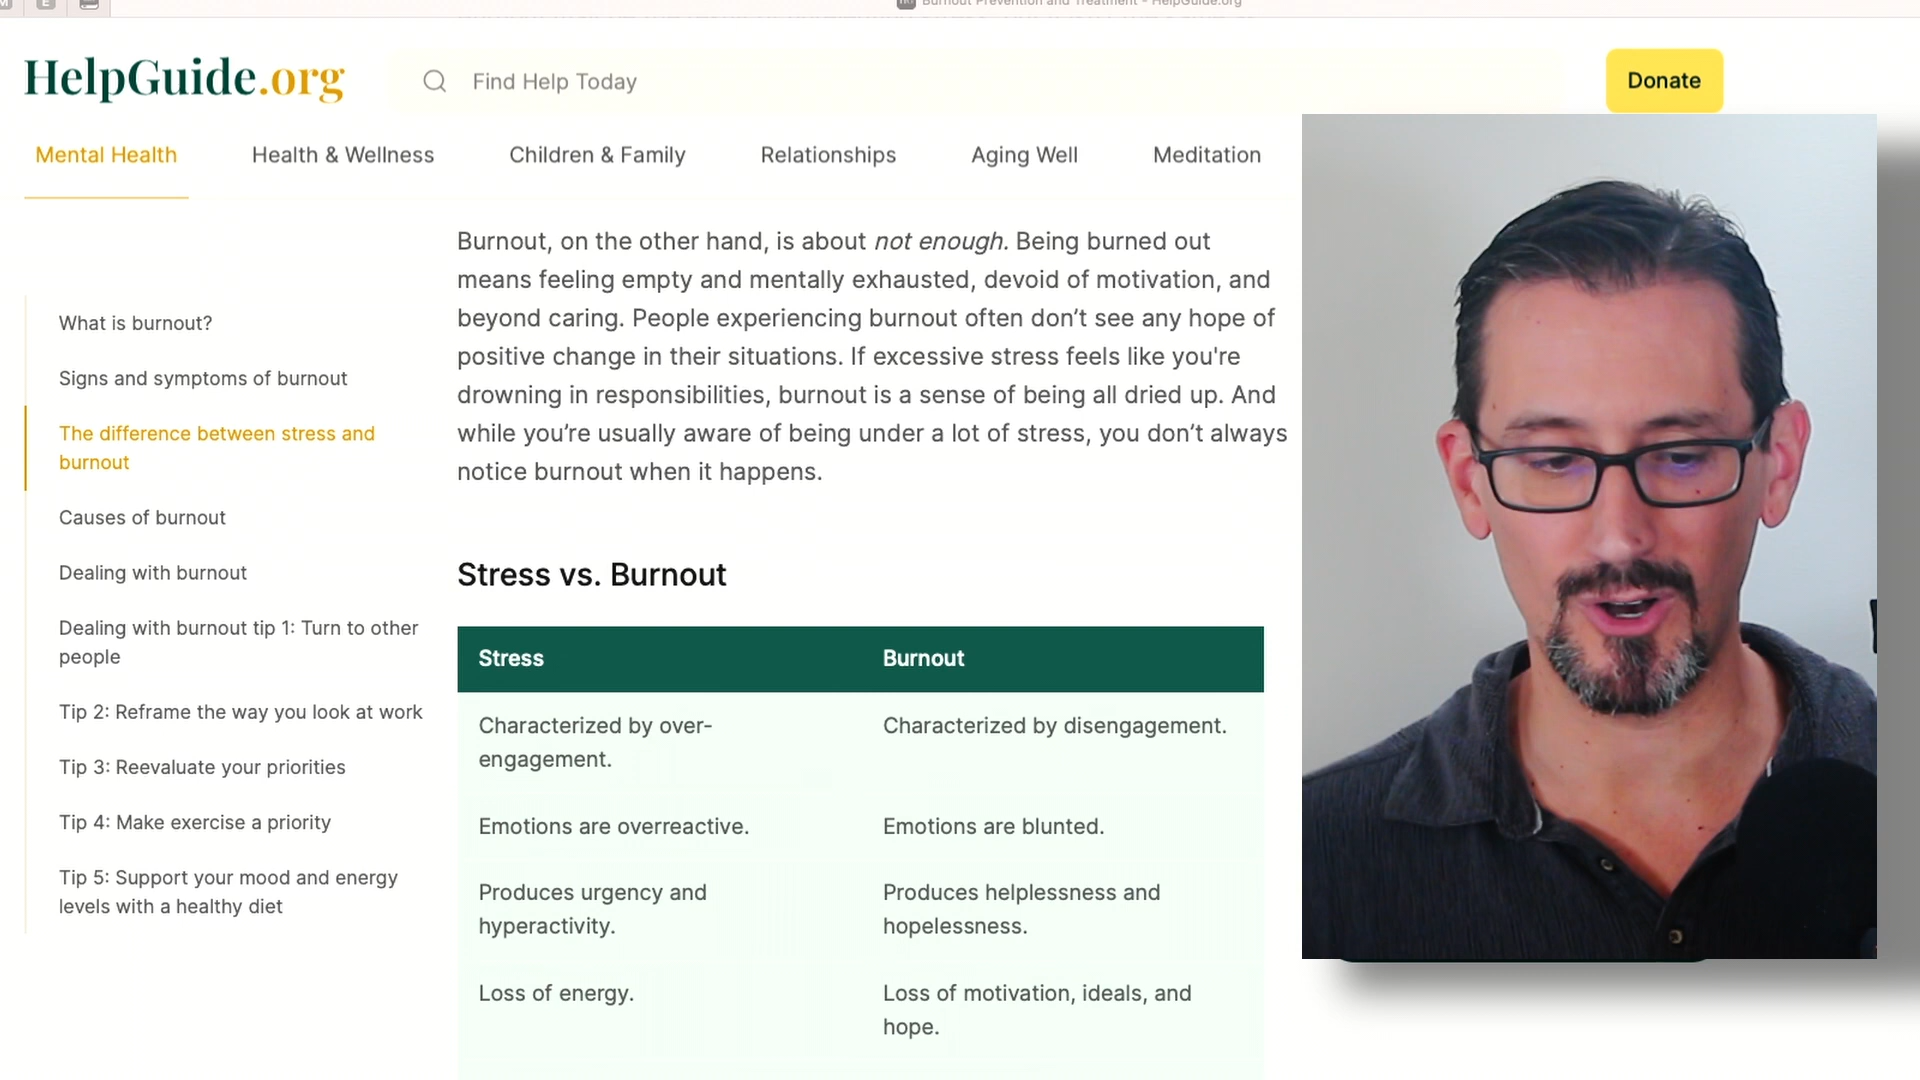 Burnout Prevention and Treatment - HelpGuide.org
HelpGuide.org
Find Help Today
Donate
Mental Health
Health & Wellness
Children & Family
Relationships
Aging Well
Meditation
What is burnout?
Signs and symptoms of burnout
The difference between stress and
burnout
Causes of burnout
Dealing with burnout
Dealing with burnout tip 1: Turn to other
people
Tip 2: Reframe the way you look at work
Tip 3: Reevaluate your priorities
Tip 4: Make exercise a priority
Tip 5: Support your mood and energy
levels with a healthy diet
Burnout, on the other hand, is about not enough. Being burned out
means feeling empty and mentally exhausted, devoid of motivation, and
beyond caring. People experiencing burnout often don’t see any hope of
positive change in their situations. If excessive stress feels like you're
drowning in responsibilities, burnout is a sense of being all dried up. And
while you’re usually aware of being under a lot of stress, you don’t always
notice burnout when it happens.
Stress vs. Burnout
Stress
Burnout
Characterized by over-
engagement.
Characterized by disengagement.
Emotions are overreactive.
Emotions are blunted.
Produces urgency and
hyperactivity.
Produces helplessness and
hopelessness.
Loss of energy.
Loss of motivation, ideals, and
hope.